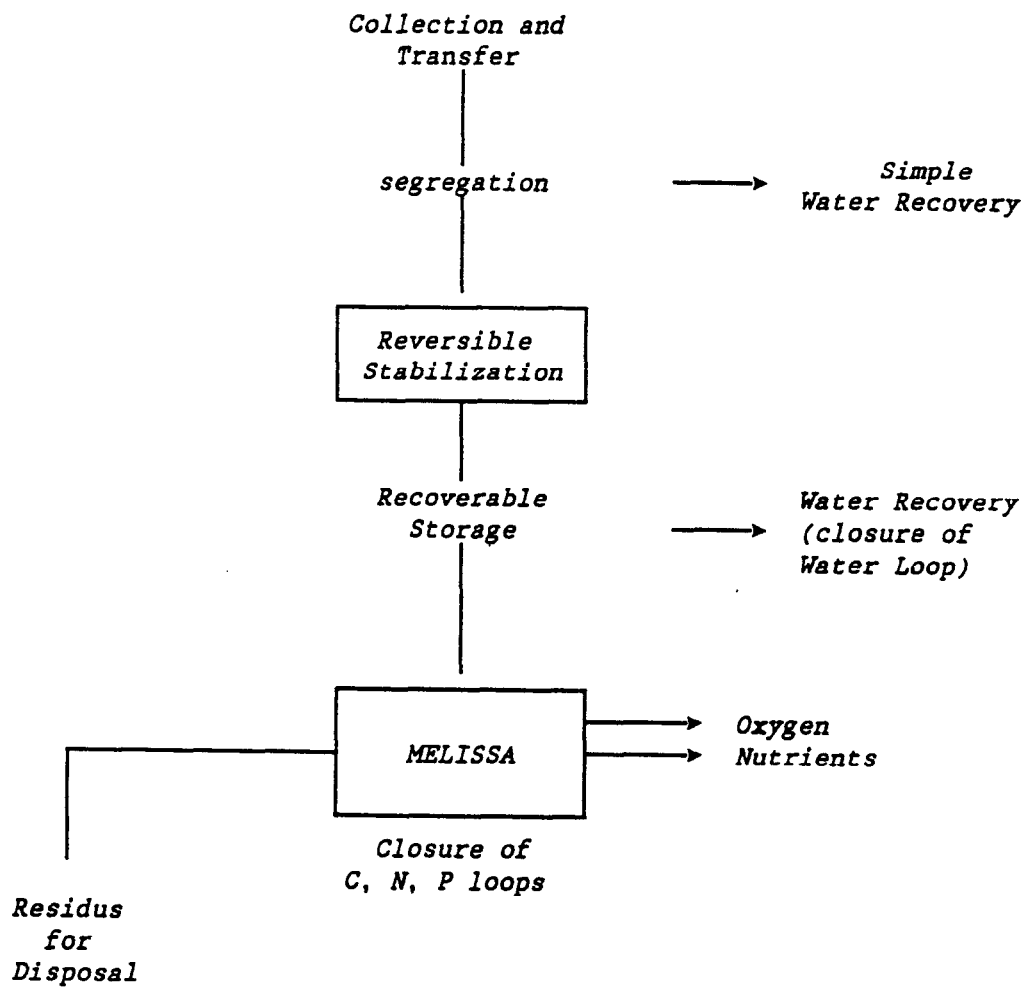 Collection and
Transfer
segregation
Simple
Water Recovery
Reversible
Stabilization
Recoverable
Storage
Water Recovery
(closure of
Water Loop)
MELISSA
Oxygen
Nutrients
Closure of
C, N, P loops
Residus
for
Disposal